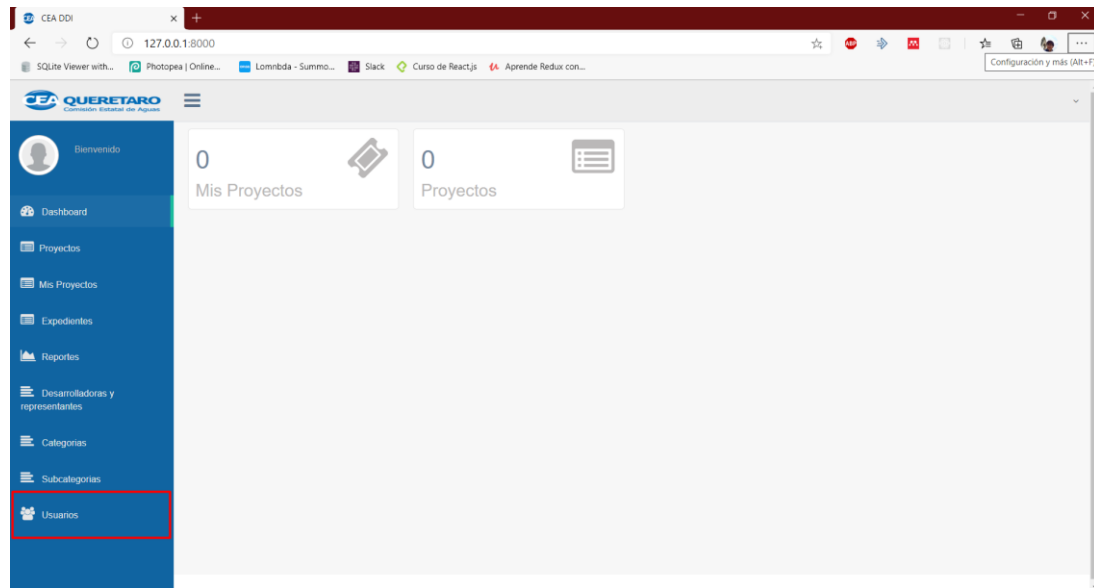 CEA DDI
127.0.0.1:8000
ABP
SQLite Viewer with... Photopea | Online... Lomnbda - Summo... Slack Curso de React.js Aprende Redux con...
Configuración y más (Alt+F)
CEA QUERETARO
Comisión Estatal de Aguas
Bienvenido
0
Mis Proyectos
0
Proyectos
Dashboard
Proyectos
Mis Proyectos
Expedientes
Reportes
Desarrolladoras y
representantes
Categorias
Subcategorias
Usuarios